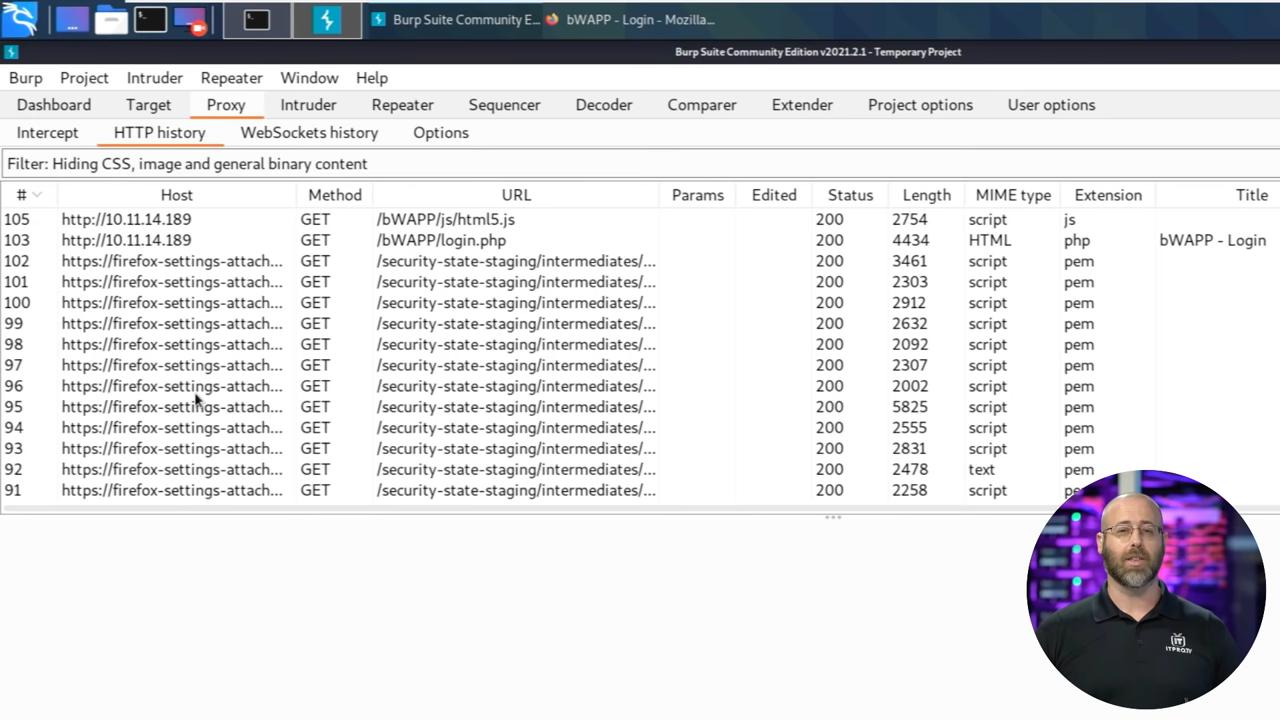 Burp Suite Community E... bWAPP - Login - Mozilla...
Burp Suite Community Edition v2021.2.1 - Temporary Project
Burp Project Intruder Repeater Window Help
Dashboard Target Proxy Intruder Repeater Sequencer Decoder Comparer Extender Project options User options
Intercept HTTP history WebSockets history Options
Filter: Hiding CSS, image and general binary content
# Host Method URL Params Edited Status Length MIME type Extension Title
105 http://10.11.14.189 GET /bWAPP/js/html5.js 200 2754 script js
103 http://10.11.14.189 GET /bWAPP/login.php 200 4434 HTML php bWAPP - Login
102 https://firefox-settings-attach... GET /security-state-staging/intermediates/... 200 3461 script pem
101 https://firefox-settings-attach... GET /security-state-staging/intermediates/... 200 2303 script pem
100 https://firefox-settings-attach... GET /security-state-staging/intermediates/... 200 2912 script pem
99 https://firefox-settings-attach... GET /security-state-staging/intermediates/... 200 2632 script pem
98 https://firefox-settings-attach... GET /security-state-staging/intermediates/... 200 2092 script pem
97 https://firefox-settings-attach... GET /security-state-staging/intermediates/... 200 2307 script pem
96 https://firefox-settings-attach... GET /security-state-staging/intermediates/... 200 2002 script pem
95 https://firefox-settings-attach... GET /security-state-staging/intermediates/... 200 5825 script pem
94 https://firefox-settings-attach... GET /security-state-staging/intermediates/... 200 2555 script pem
93 https://firefox-settings-attach... GET /security-state-staging/intermediates/... 200 2831 script pem
92 https://firefox-settings-attach... GET /security-state-staging/intermediates/... 200 2478 text pem
91 https://firefox-settings-attach... GET /security-state-staging/intermediates/... 200 2258 script
ITPROTV